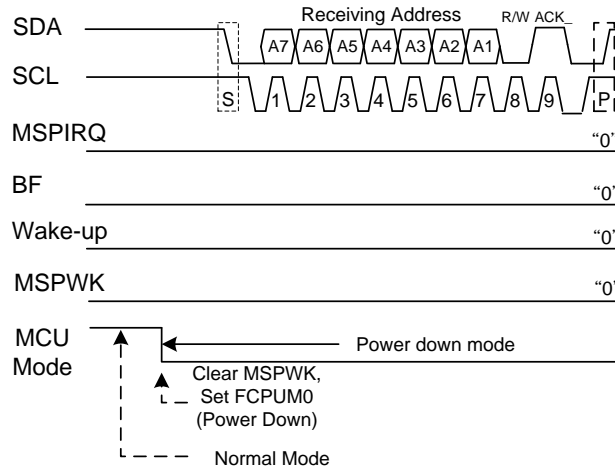 Receiving Address
R/W ACK_
SDA
A7 A6 A5 A4 A3 A2 A1
SCL
S 1 2 3 4 5 6 7 8 9 P
MSPIRQ
“0”
BF
“0”
Wake-up
“0”
MSPWK
“0”
MCU
Mode
Power down mode
Clear MSPWK,
Set FCPUM0
(Power Down)
Normal Mode